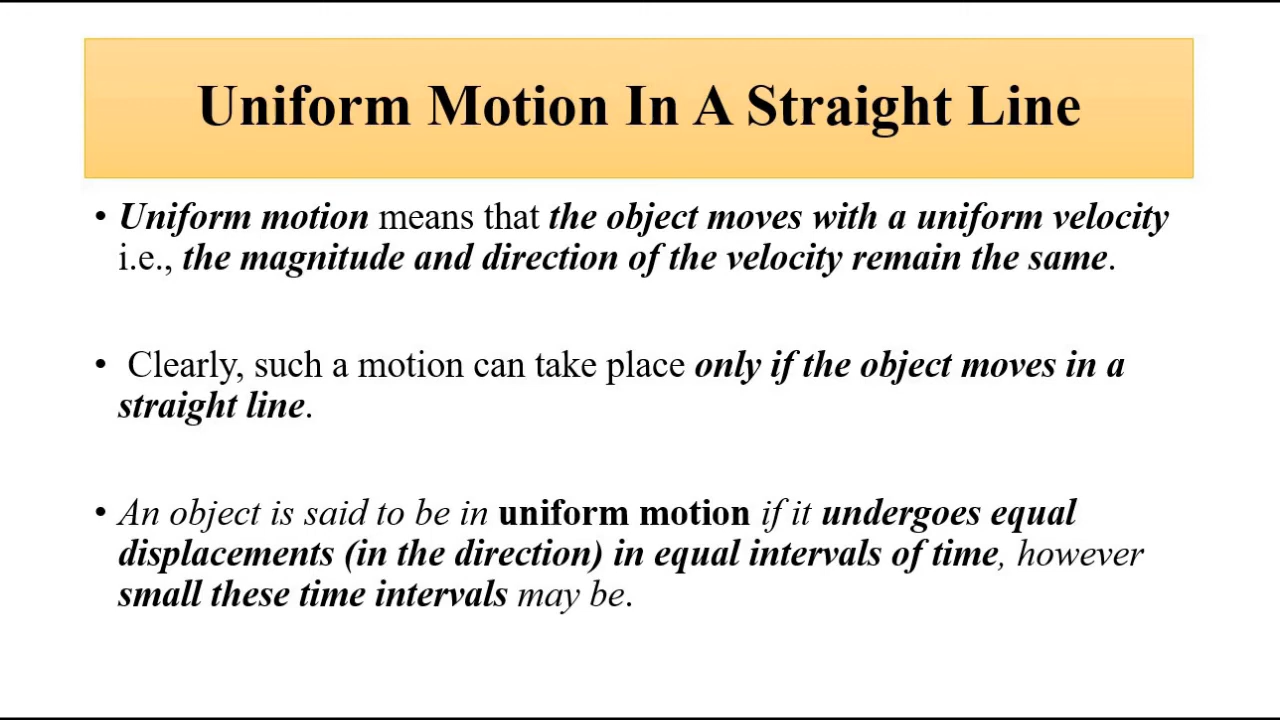 Uniform Motion In A Straight Line
• Uniform motion means that the object moves with a uniform velocity
i.e., the magnitude and direction of the velocity remain the same.
• Clearly, such a motion can take place only if the object moves in a
straight line.
• An object is said to be in uniform motion if it undergoes equal
displacements (in the direction) in equal intervals of time, however
small these time intervals may be.